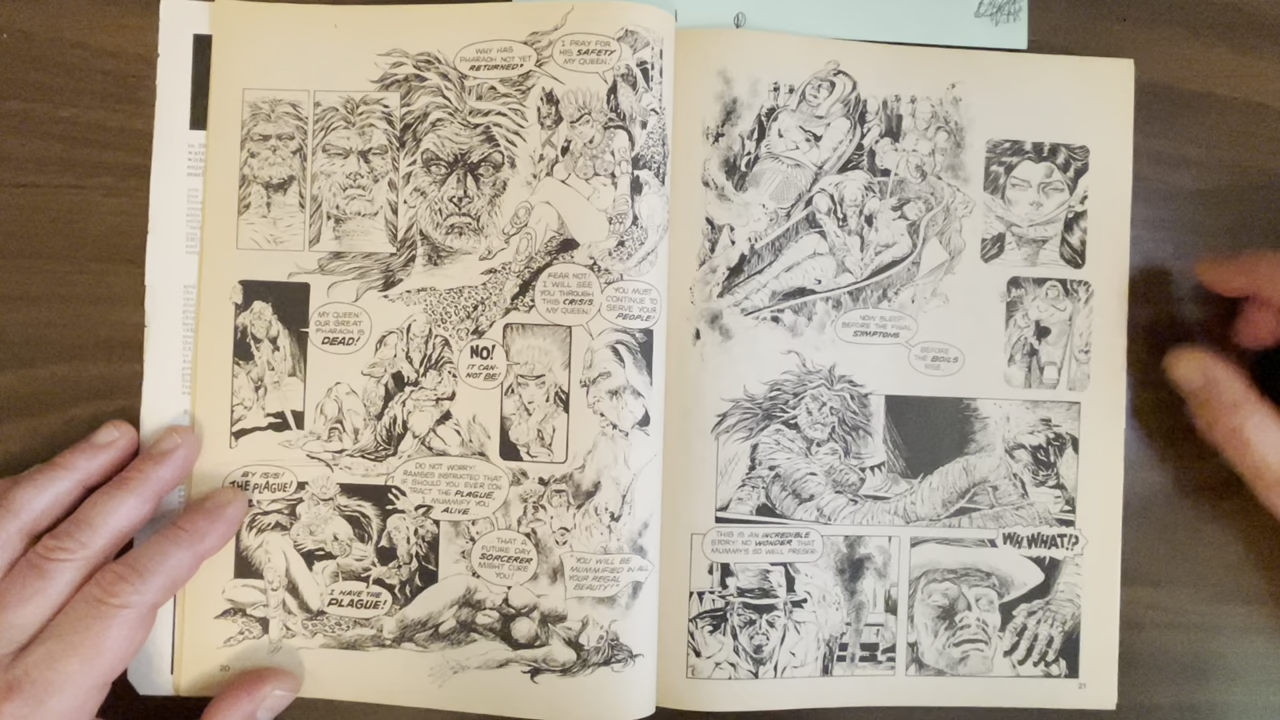 WHY HAS
PHARAOH NOT YET
RETURNED?
I PRAY FOR
HIS SAFETY
MY QUEEN!
MY QUEEN!
OUR GREAT
PHARAOH IS
DEAD!
NO!
IT CAN-
NOT BE!
FEAR NOT!
I WILL SEE
YOU THROUGH
THIS CRISIS,
MY QUEEN!
YOU MUST
CONTINUE TO
SERVE YOUR
PEOPLE!
BY ISIS!
THE PLAGUE!
I HAVE THE
PLAGUE!
DO NOT WORRY!
RAMSES INSTRUCTED THAT
IF SHOULD YOU EVER CON-
TRACT THE PLAGUE,
I MUMMIFY YOU
ALIVE
THAT A
FUTURE DAY
SORCERER
MIGHT CURE
YOU!
YOU WILL BE
MUMMIFIED IN ALL
YOUR REGAL
BEAUTY!
20
NOW SLEEP
BEFORE THE FINAL
SYMPTOMS
BEFORE
THE BOILS
RISE
THIS IS AN INCREDIBLE
STORY! NO WONDER THAT
MUMMY'S SO WELL PRESER-
WH-WHAT!?
21